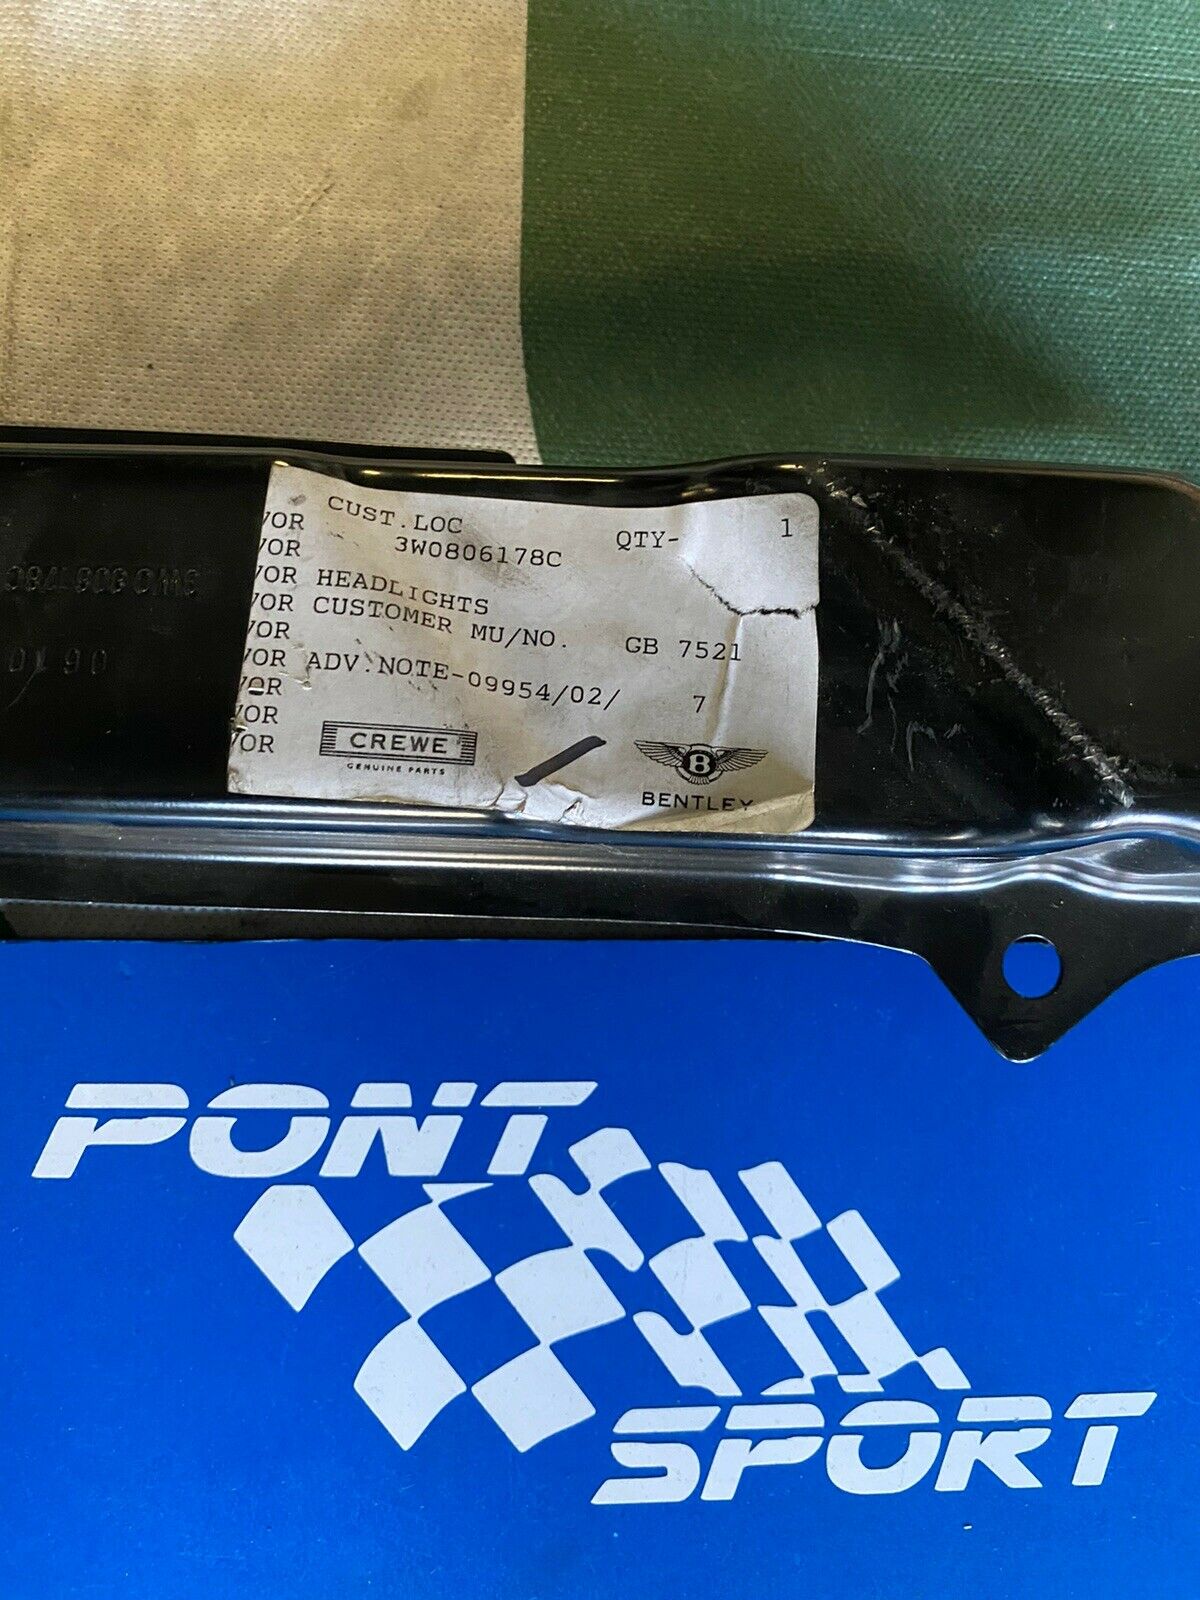 CUST.LOC
VOR 3W0806178C QTY- 1
VOR
VOR HEADLIGHTS
VOR CUSTOMER MU/NO. GB 7521
VOR
VOR ADV.NOTE-09954/02/ 7
VOR
VOR
VOR
CREWE
GENUINE PARTS
B
BENTLEY
PONT
SPORT